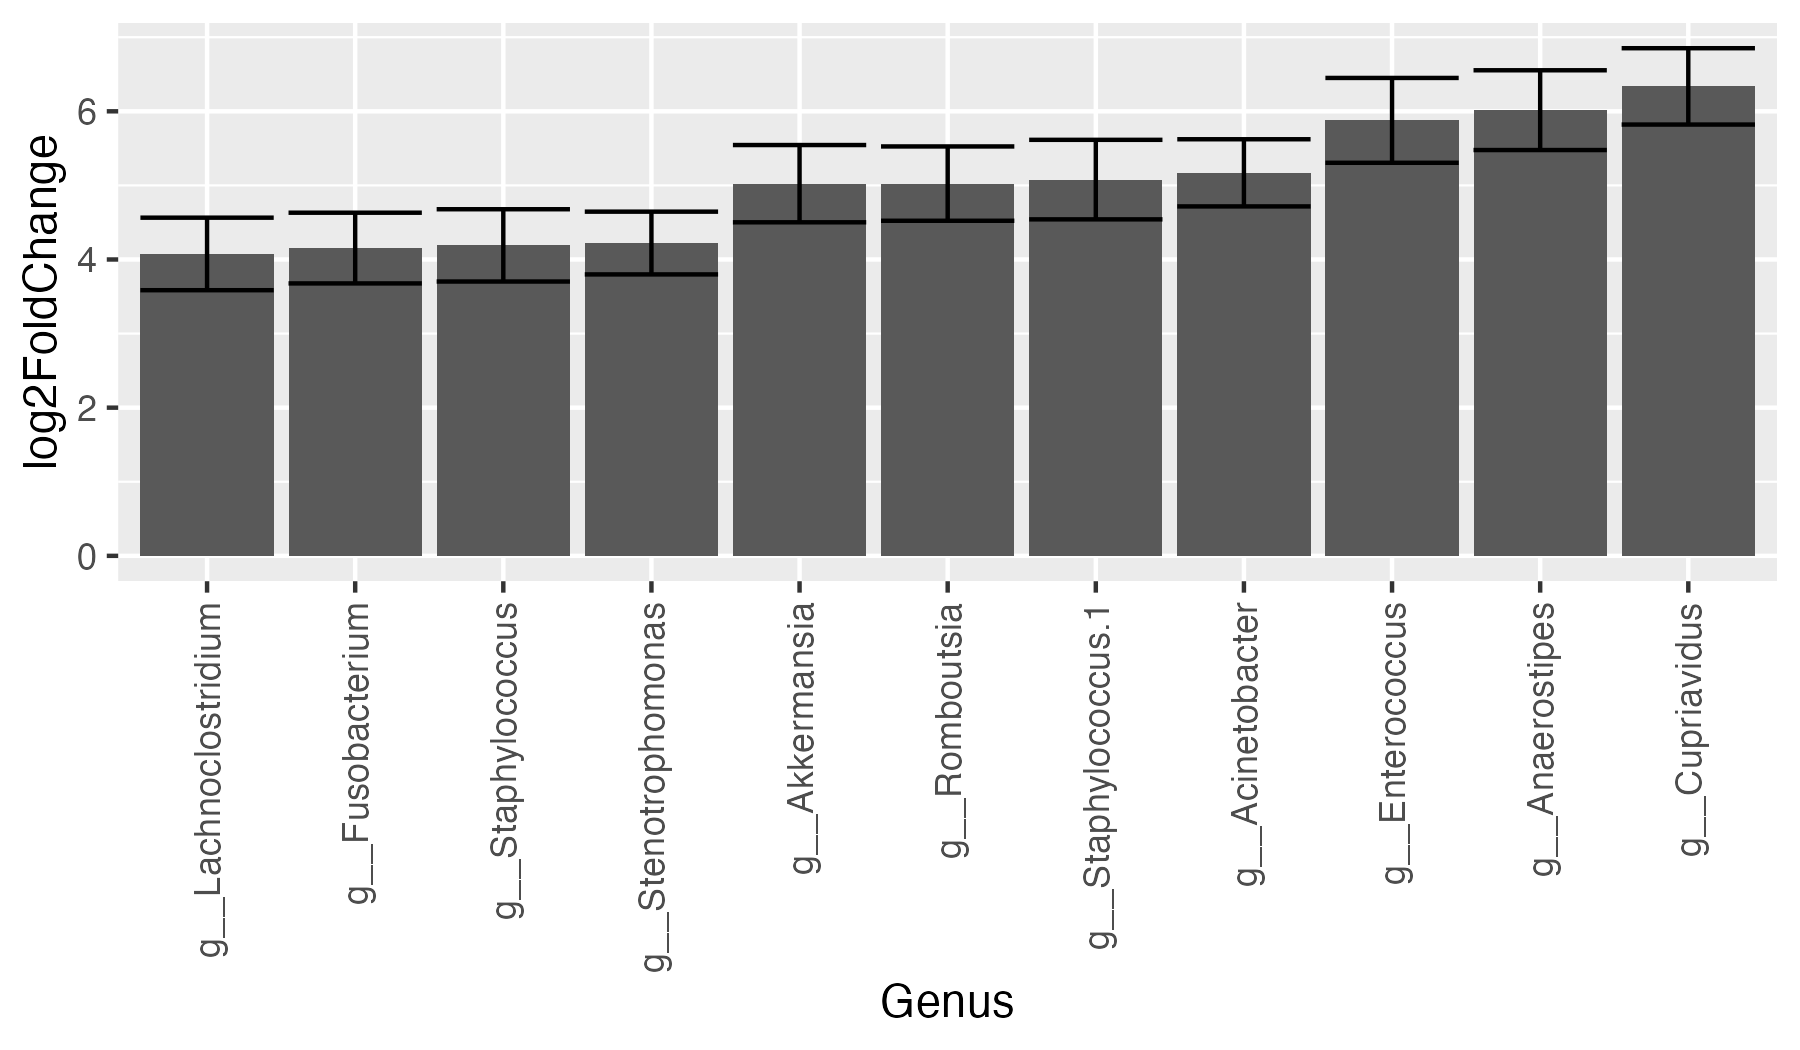 log2FoldChange
6
4
2
0
g__Lachnoclostridium
g__Fusobacterium
g__Staphylococcus
g__Stenotrophomonas
g__Akkermansia
g__Romboutsia
g__Staphylococcus.1
g__Acinetobacter
g__Enterococcus
g__Anaerostipes
g__Cupriavidus
Genus